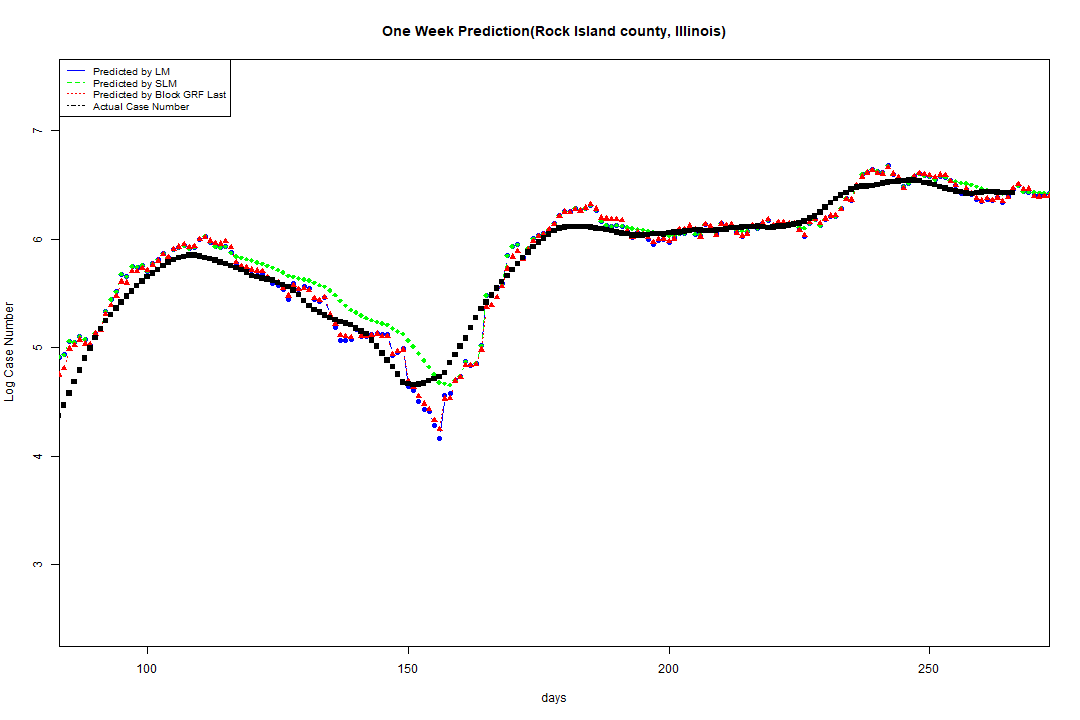 One Week Prediction(Rock Island county, Illinois)
Predicted by LM
Predicted by SLM
Predicted by Block GRF Last
Actual Case Number
7
6
5
4
3
Log Case Number
100 150 200 250
days